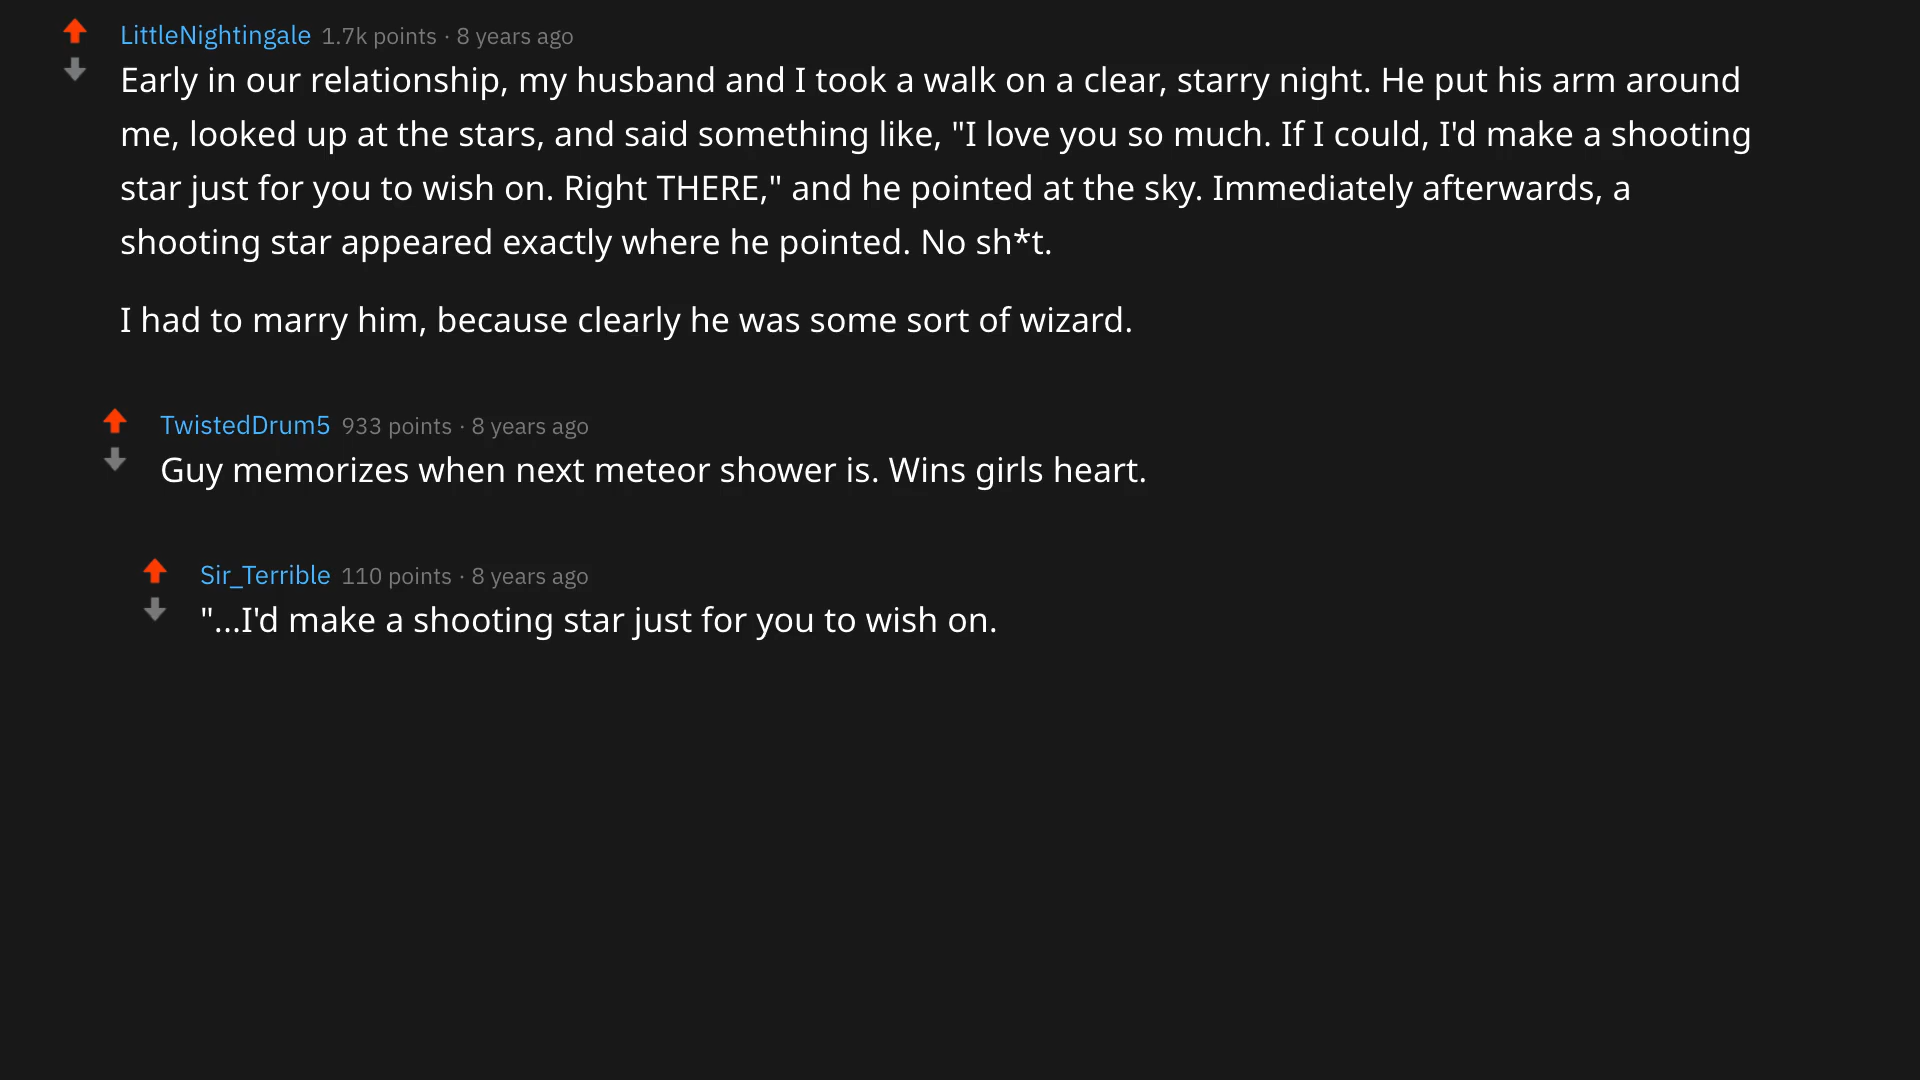 LittleNightingale 1.7k points · 8 years ago
Early in our relationship, my husband and I took a walk on a clear, starry night. He put his arm around
me, looked up at the stars, and said something like, "I love you so much. If I could, I'd make a shooting
star just for you to wish on. Right THERE," and he pointed at the sky. Immediately afterwards, a
shooting star appeared exactly where he pointed. No sh*t.
I had to marry him, because clearly he was some sort of wizard.
TwistedDrum5 933 points · 8 years ago
Guy memorizes when next meteor shower is. Wins girls heart.
Sir_Terrible 110 points · 8 years ago
"...I'd make a shooting star just for you to wish on.